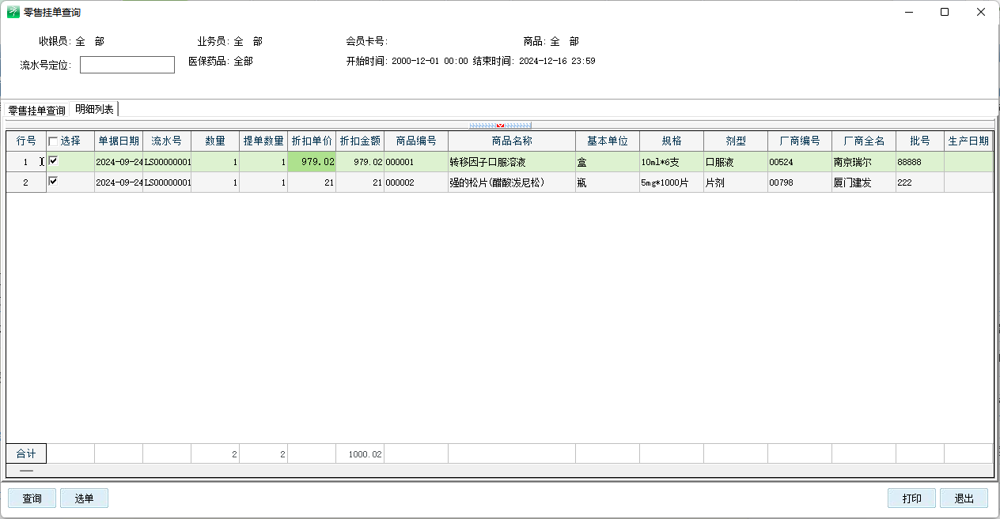 零售挂单查询
收银员: 全 部 业务员: 全 部 会员卡号: 商品: 全 部
流水号定位: 医保药品: 全部 开始时间: 2000-12-01 00:00 结束时间: 2024-12-16 23:59
零售挂单查询 明细列表
行号 选择 单据日期 流水号 数量 提单数量 折扣单价 折扣金额 商品编号 商品名称 基本单位 规格 剂型 厂商编号 厂商全名 批号 生产日期
1 2024-09-24 LS00000001 1 1 979.02 979.02 000001 转移因子口服溶液 盒 10ml*6支 口服液 00524 南京瑞尔 88888
2 2024-09-24 LS00000001 1 1 21 21 000002 强的松片(醋酸泼尼松) 瓶 5mg*1000片 片剂 00798 厦门建发 222
合计 2 2 1000.02
查询 选单 打印 退出